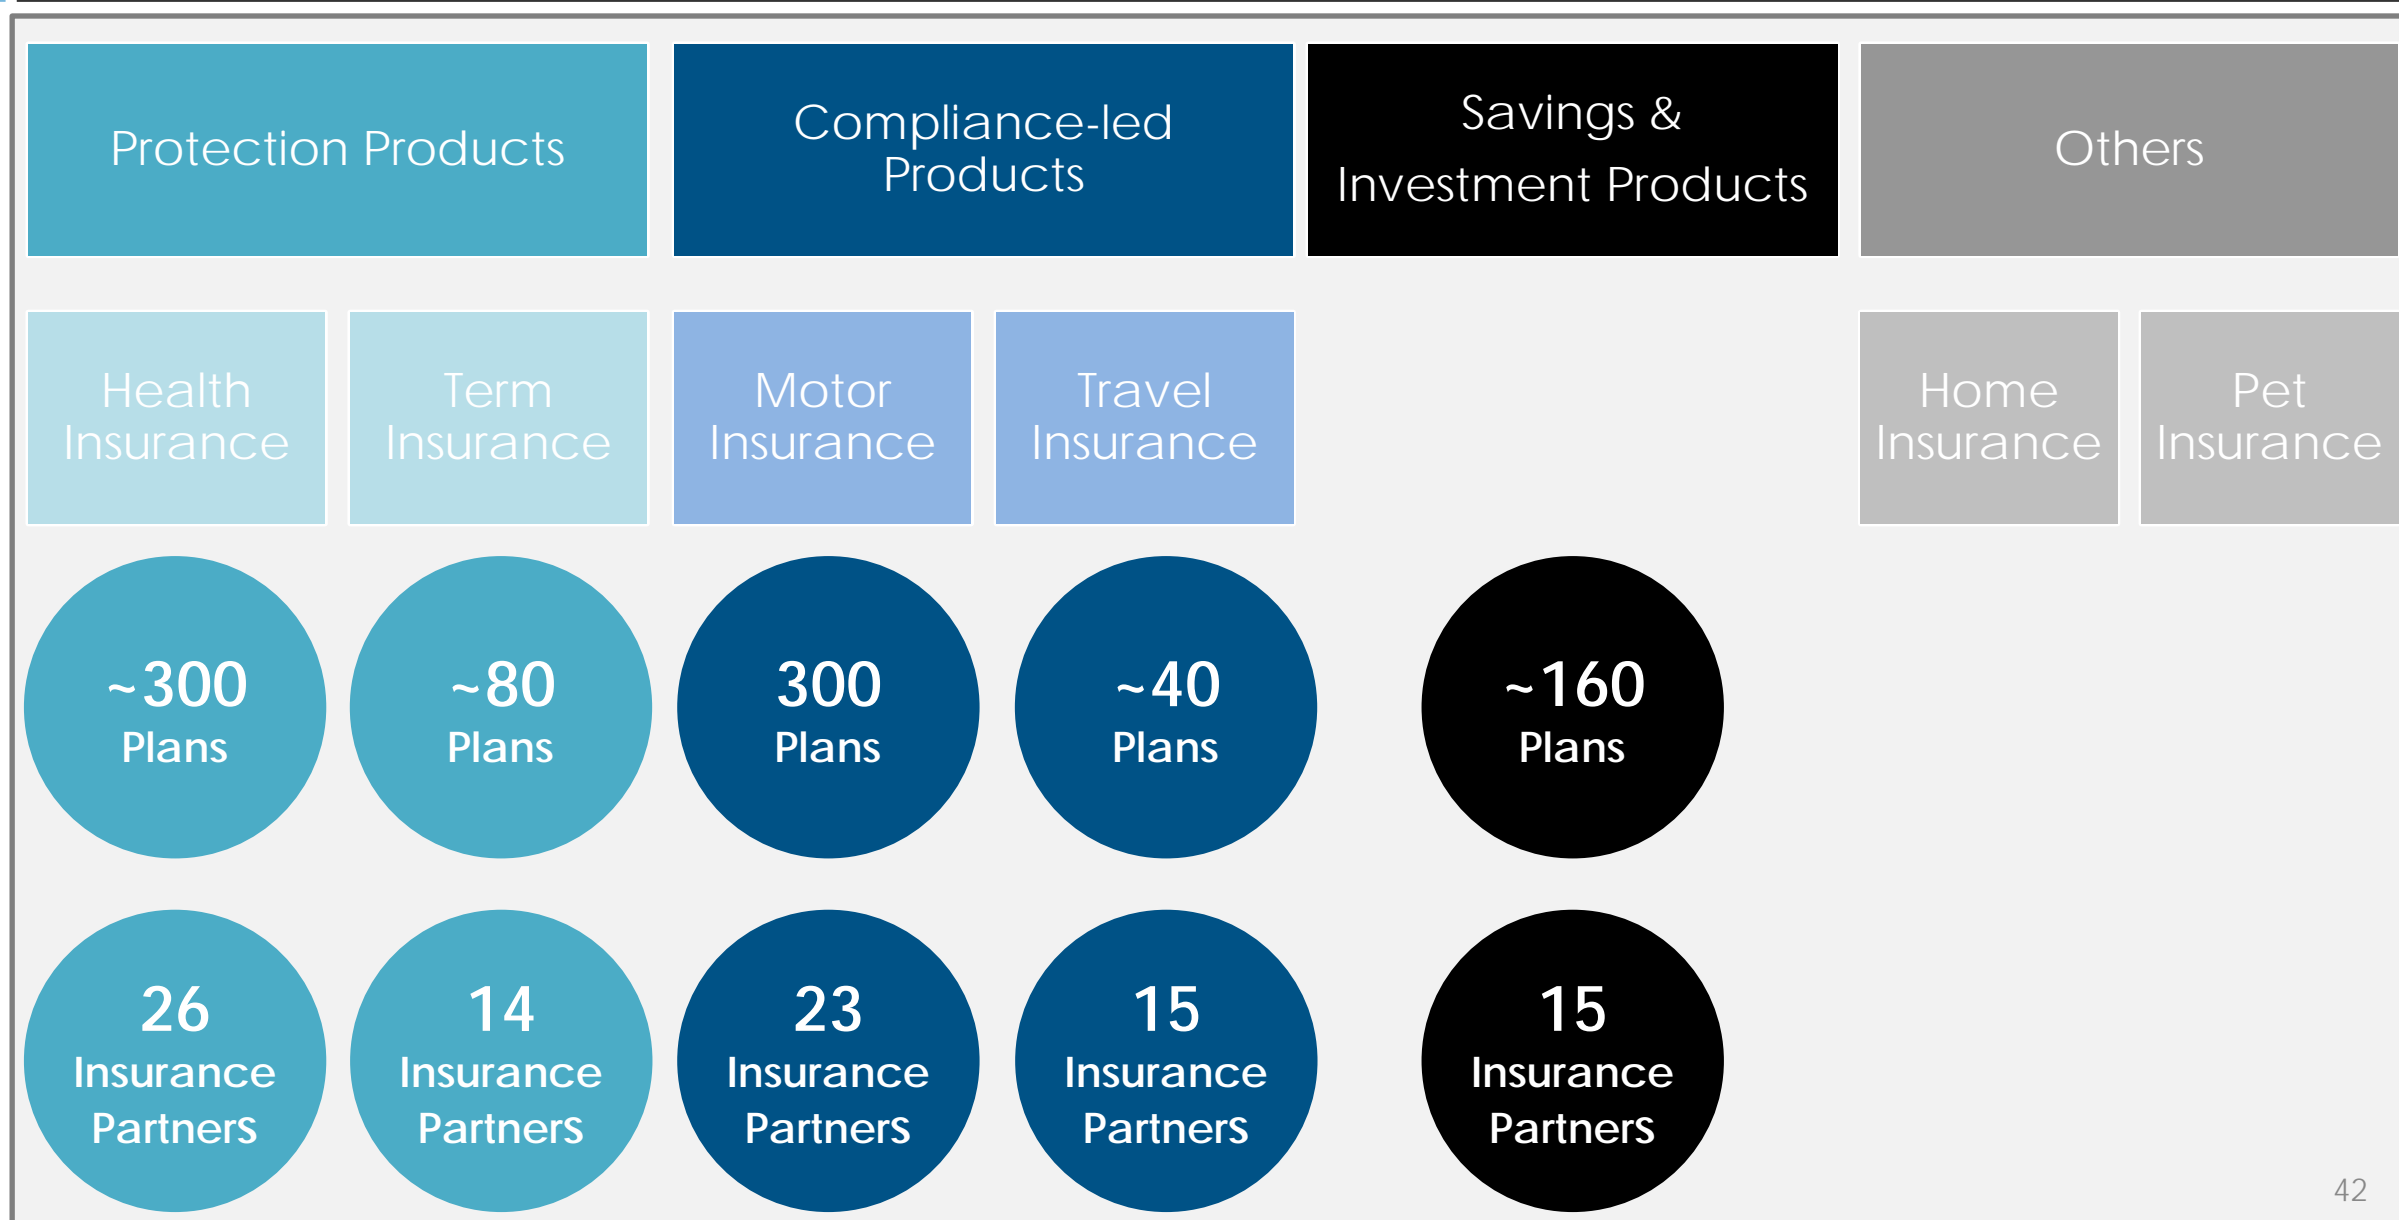 Protection Products
Compliance-led
Products
Savings &
Investment Products
Others
Health
Insurance
Term
Insurance
Motor
Insurance
Travel
Insurance
Home
Insurance
Pet
Insurance
~300
Plans
~80
Plans
300
Plans
~40
Plans
~160
Plans
26
Insurance
Partners
14
Insurance
Partners
23
Insurance
Partners
15
Insurance
Partners
15
Insurance
Partners
42